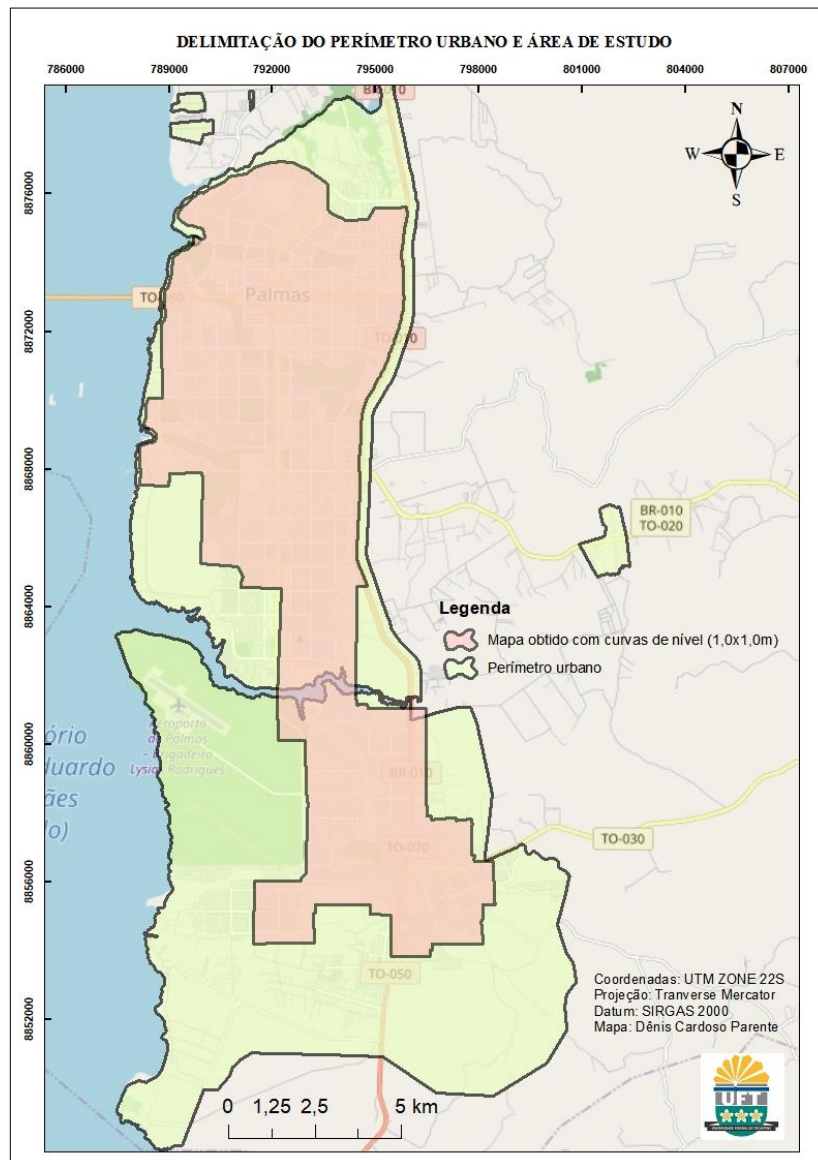 DELIMITAÇÃO DO PERÍMETRO URBANO E ÁREA DE ESTUDO
786000 789000 792000 795000 798000 801000 804000 807000
BR-010
N
W E
S
8876000
TO-080
Palmas
8872000
8868000
BR-010
TO-020
8864000
Legenda
Mapa obtido com curvas de nível (1,0x1,0m)
Perímetro urbano
Aeroporto
de Palmas
- Brigadeiro
Lysias Rodrigues
8860000
ório
duardo
ães
o)
BR-010
TO-030
TO-070
8856000
TO-050
Coordenadas: UTM ZONE 22S
Projeção: Tranverse Mercator
Datum: SIRGAS 2000
Mapa: Dênis Cardoso Parente
8852000
0 1,25 2,5 5 km
UFT